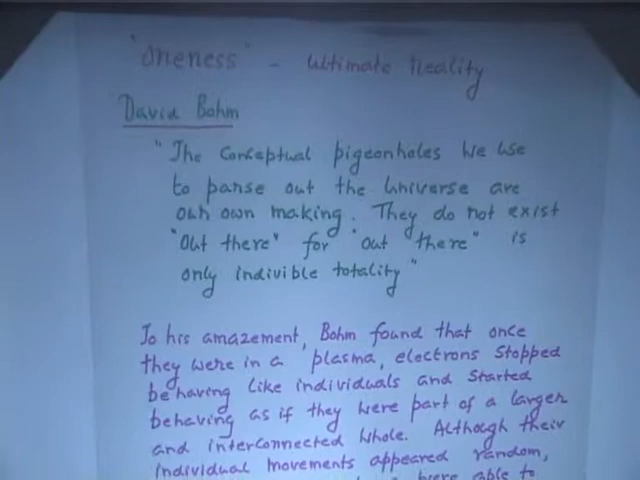 "Oneness" - Ultimate Reality
David Bohm
"The conceptual pigeonholes we use
to parse out the universe are
our own making. They do not exist
"out there" for "out there" is
only indivible totality"
To his amazement, Bohm found that once
they were in a plasma, electrons stopped
behaving like individuals and started
behaving as if they were part of a larger
and interconnected whole. Although their
individual movements appeared random,
were able to